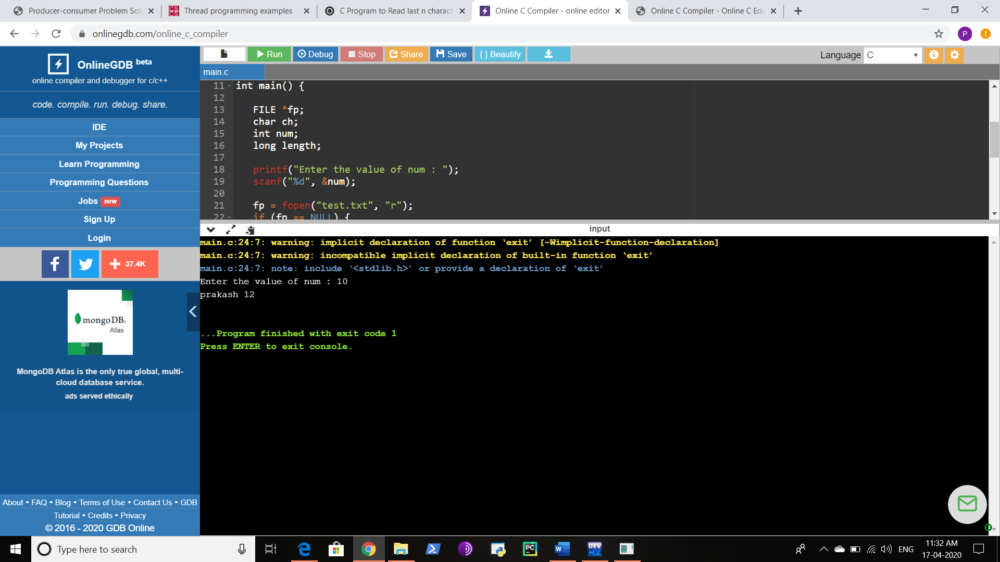 Producer-consumer Problem Sol
Thread programming examples
C Program to Read last n charact
Online C Compiler - online editor
Online C Compiler - Online C Edi
onlinegdb.com/online_c_compiler
P
Run
Debug
Stop
Share
Save
{ } Beautify
Language C
OnlineGDB beta
online compiler and debugger for c/c++
code. compile. run. debug. share.
IDE
My Projects
Learn Programming
Programming Questions
Jobs new
Sign Up
Login
37.4K
mongoDB.
Atlas
MongoDB Atlas is the only true global, multi-
cloud database service.
ads served ethically
About • FAQ • Blog • Terms of Use • Contact Us • GDB
Tutorial • Credits • Privacy
© 2016 - 2020 GDB Online
main.c
11 int main() {
12
13 FILE *fp;
14 char ch;
15 int num;
16 long length;
17
18 printf("Enter the value of num : ");
19 scanf("%d", &num);
20
21 fp = fopen("test.txt", "r");
22 if (fp == NULL) {
input
main.c:24:7: warning: implicit declaration of function ‘exit’ [-Wimplicit-function-declaration]
main.c:24:7: warning: incompatible implicit declaration of built-in function ‘exit’
main.c:24:7: note: include ‘<stdlib.h>’ or provide a declaration of ‘exit’
Enter the value of num : 10
prakash 12
...Program finished with exit code 1
Press ENTER to exit console.
Type here to search
PC
W
DEV
ENG
11:32 AM
17-04-2020